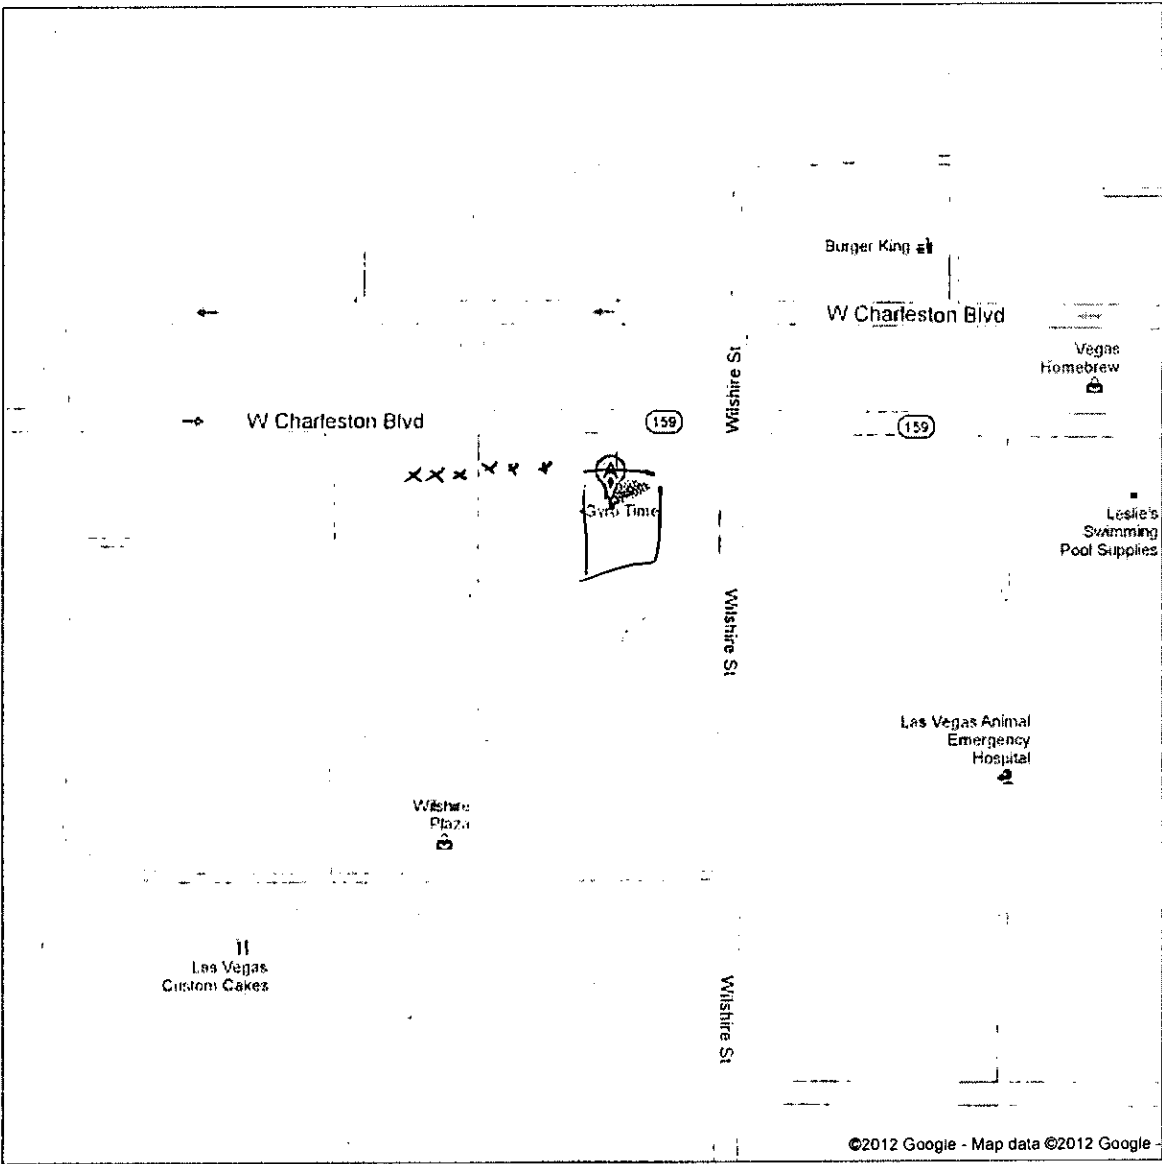 Burger King
W Charleston Blvd
Vegas
Homebrew
Wilshire St
W Charleston Blvd
159
159
A
Gyro Time
Leslie's
Swimming
Pool Supplies
Wilshire St
Las Vegas Animal
Emergency
Hospital
Wilshire
Plaza
Las Vegas
Custom Cakes
Wilshire St
©2012 Google - Map data ©2012 Google -